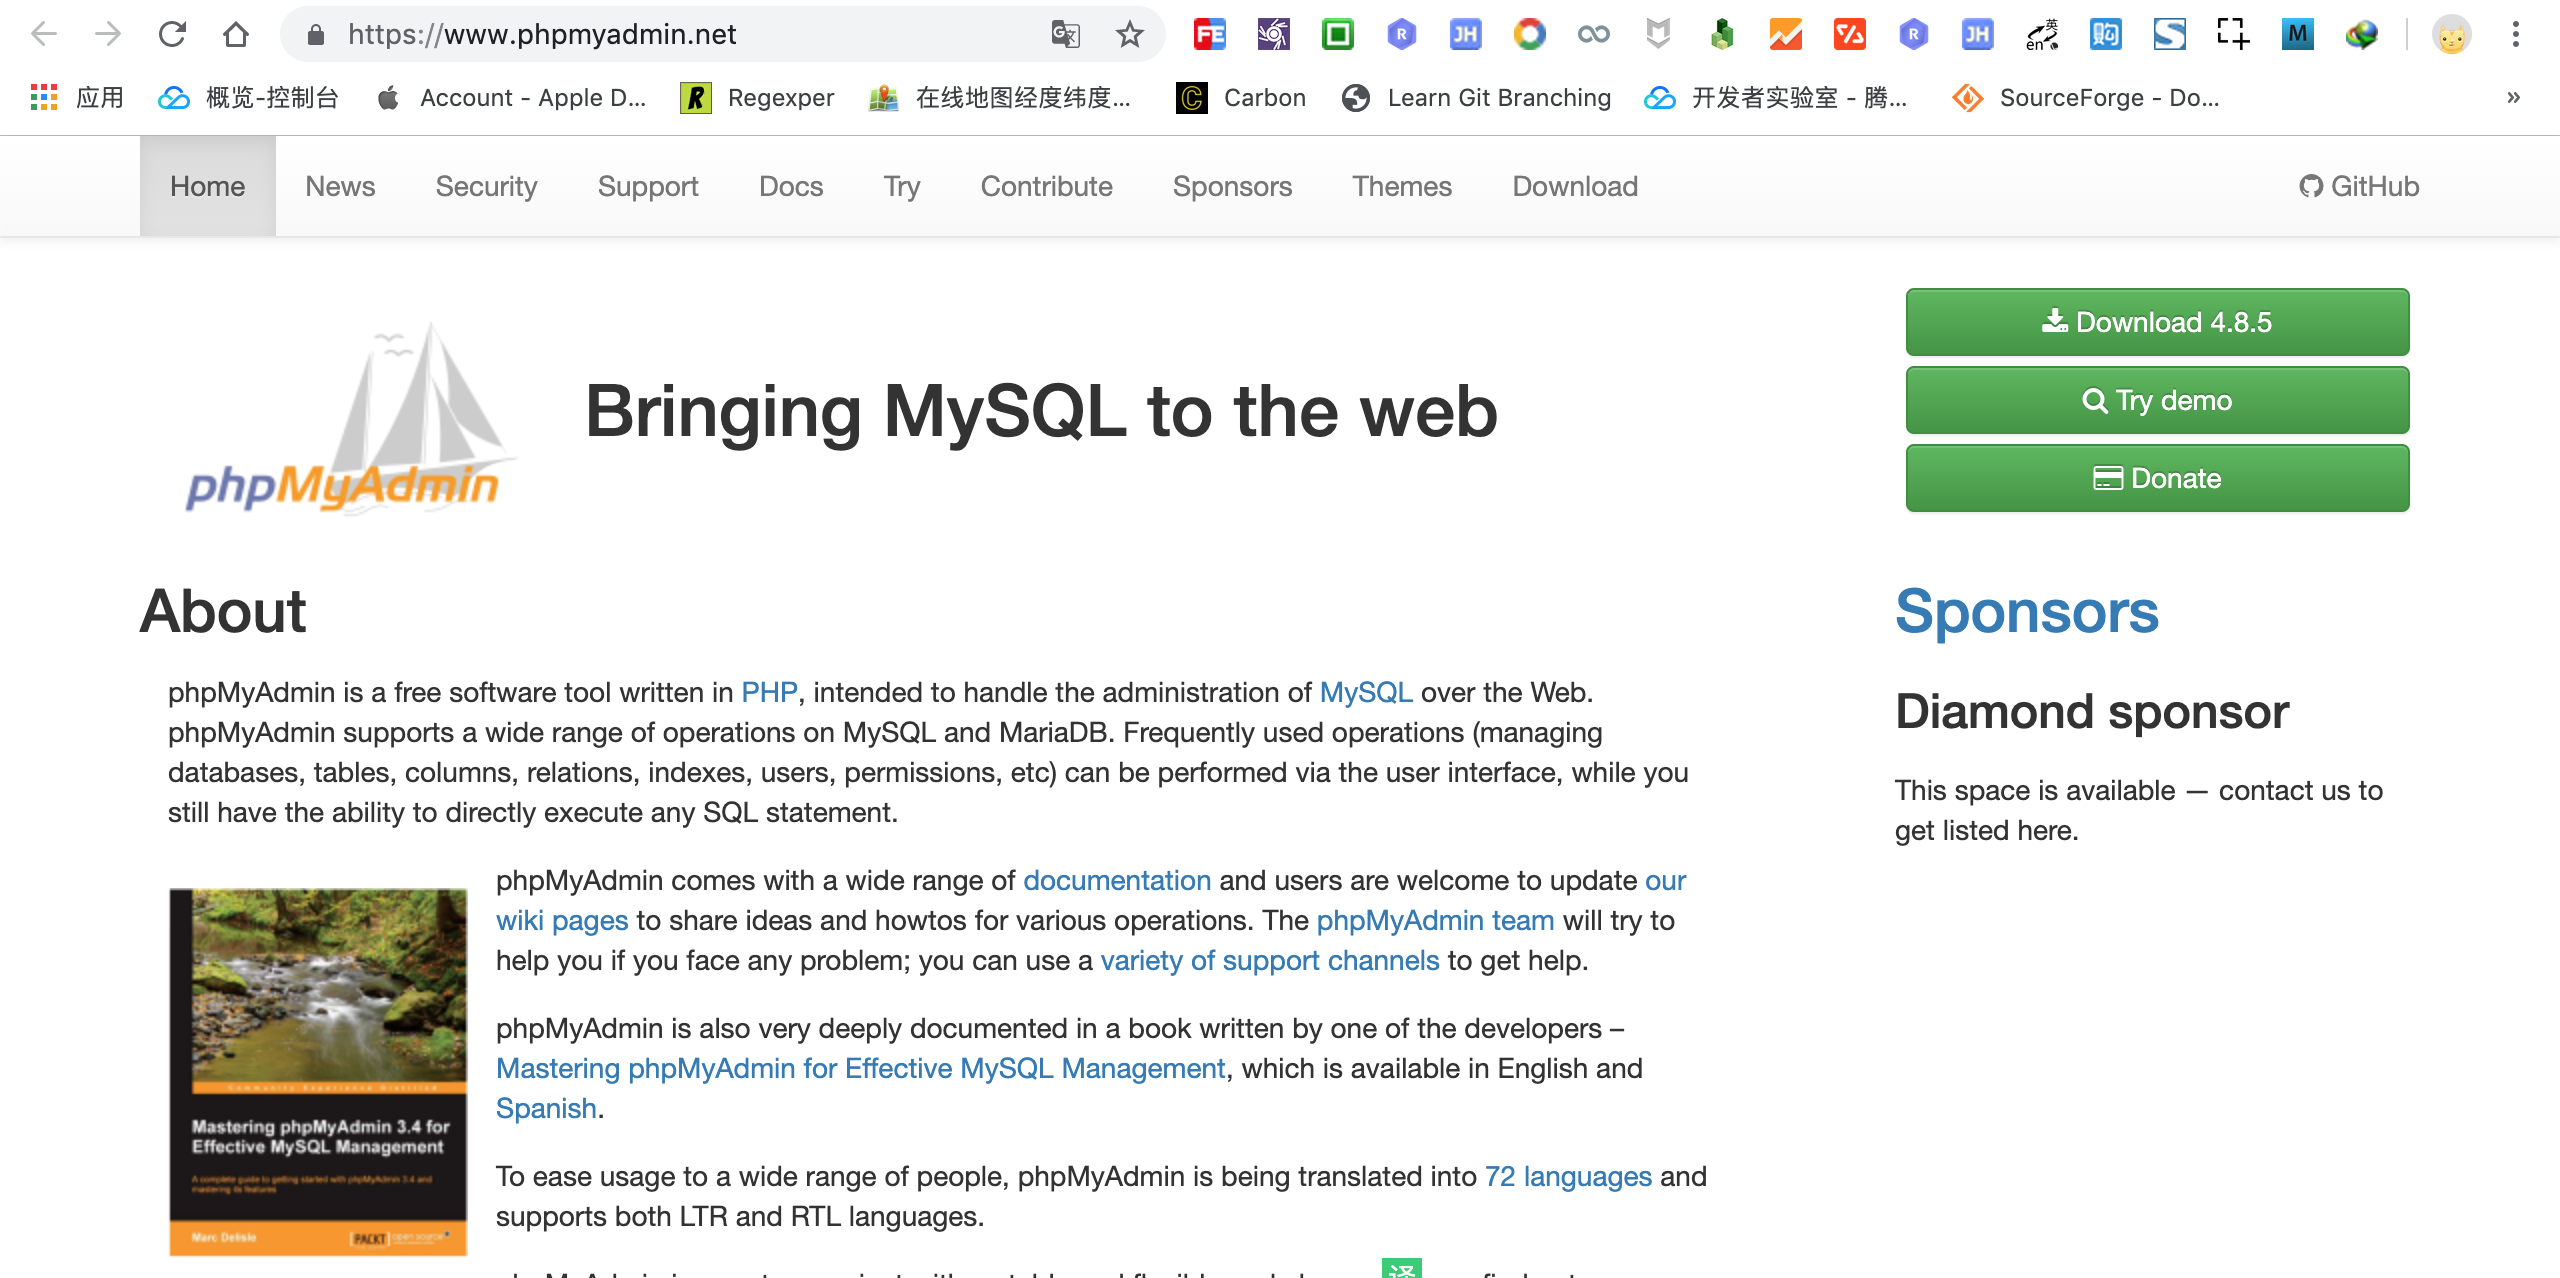 https://www.phpmyadmin.net
FE
R
JH
R
JH
英
en
购
S
M
应用
概览-控制台
Account - Apple D...
R
Regexper
在线地图经度纬度...
C
Carbon
Learn Git Branching
开发者实验室 - 腾...
SourceForge - Do...
»
Home
News
Security
Support
Docs
Try
Contribute
Sponsors
Themes
Download
GitHub
phpMyAdmin
Bringing MySQL to the web
Download 4.8.5
Try demo
Donate
About
phpMyAdmin is a free software tool written in PHP, intended to handle the administration of MySQL over the Web.
phpMyAdmin supports a wide range of operations on MySQL and MariaDB. Frequently used operations (managing
databases, tables, columns, relations, indexes, users, permissions, etc) can be performed via the user interface, while you
still have the ability to directly execute any SQL statement.
Community Experience Distilled
Mastering phpMyAdmin 3.4 for
Effective MySQL Management
A complete guide to getting started with phpMyAdmin 3.4 and
mastering its features
Marc Delisle
PACKT open source
phpMyAdmin comes with a wide range of documentation and users are welcome to update our
wiki pages to share ideas and howtos for various operations. The phpMyAdmin team will try to
help you if you face any problem; you can use a variety of support channels to get help.
phpMyAdmin is also very deeply documented in a book written by one of the developers –
Mastering phpMyAdmin for Effective MySQL Management, which is available in English and
Spanish.
To ease usage to a wide range of people, phpMyAdmin is being translated into 72 languages and
supports both LTR and RTL languages.
译
Sponsors
Diamond sponsor
This space is available — contact us to
get listed here.